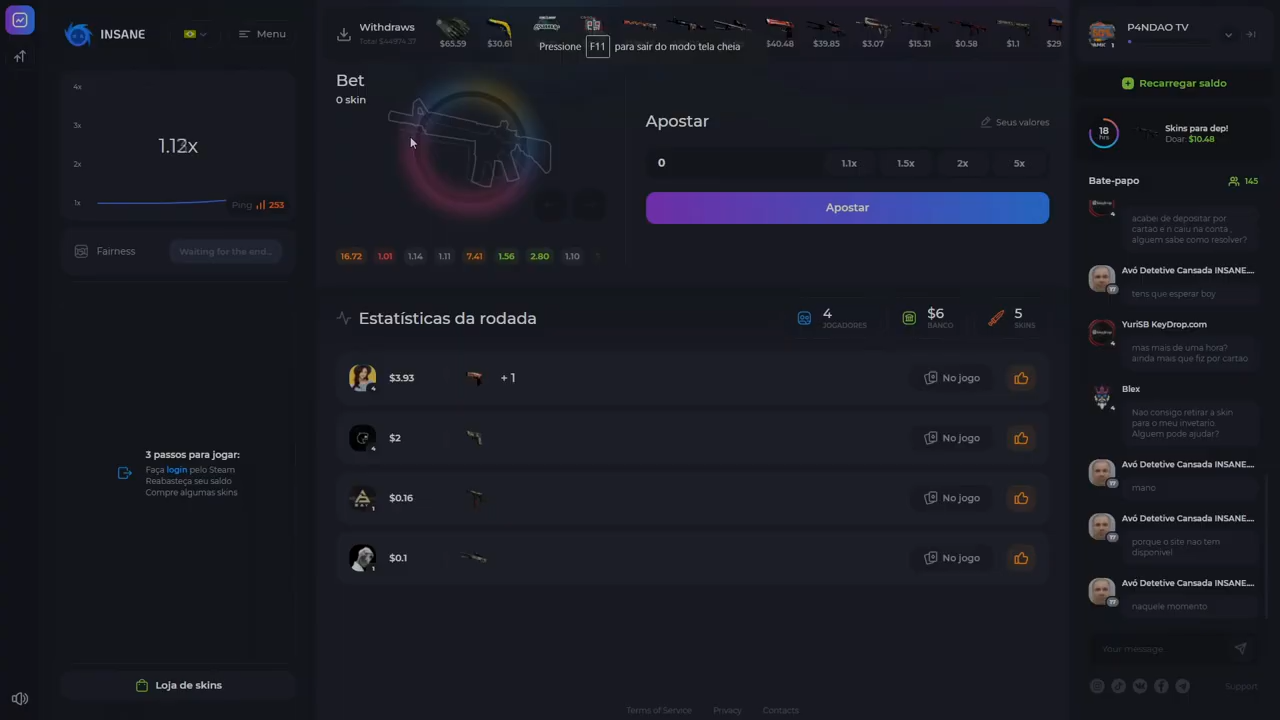 INSANE
Menu
Withdraws
Total $44974.37
$65.59
$30.61
$40.48
$39.85
$3.07
$15.31
$0.58
$1.1
$29
Pressione F11 para sair do modo tela cheia
P4NDAO TV
Recarregar saldo
4x
3x
2x
1x
Ping 253
Fairness
Waiting for the end...
Bet
0 skin
16.72
1.01
1.14
1.11
7.41
1.56
2.80
1.10
Apostar
Seus valores
0
1.1x
1.5x
2x
5x
Apostar
18
hrs
Skins para dep!
Doar: $10.48
Bate-papo
145
acabei de depositar por
cartao e ñ caiu na conta ,
alguem sabe como resolver?
Avó Detetive Cansada INSANE....
tens que esperar boy
YuriSB KeyDrop.com
mas mais de uma hora?
ainda mais que fiz por cartao
Blex
Nao consigo retirar a skin
para o meu invetario.
Alguem pode ajudar?
Avó Detetive Cansada INSANE....
mano
Avó Detetive Cansada INSANE....
porque o site nao tem
disponivel
Avó Detetive Cansada INSANE....
naquele momento
Your message
Support
Estatísticas da rodada
4
JOGADORES
$6
BANCO
5
SKINS
$3.93
+ 1
No jogo
$2
No jogo
$0.16
No jogo
$0.1
No jogo
3 passos para jogar:
Faça login pelo Steam
Reabasteça seu saldo
Compre algumas skins
Loja de skins
Terms of Service
Privacy
Contacts